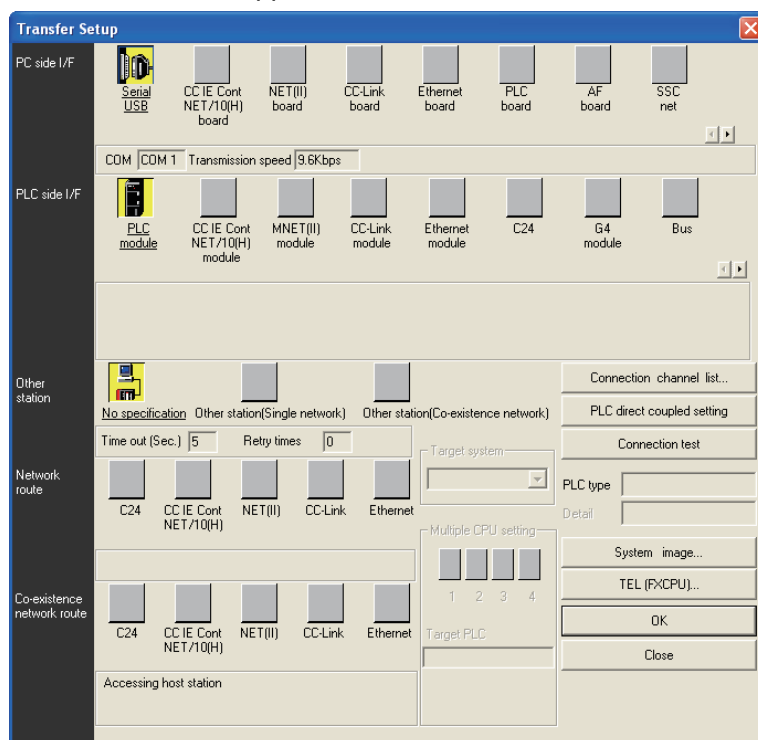 Transfer Setup
PC side I/F
Serial USB
CC IE Cont NET/10(H) board
NET(II) board
CC-Link board
Ethernet board
PLC board
AF board
SSC net
COM COM 1 Transmission speed 9.6Kbps
PLC side I/F
PLC module
CC IE Cont NET/10(H) module
MNET(II) module
CC-Link module
Ethernet module
C24
G4 module
Bus
Other station
No specification Other station(Single network) Other station(Co-existence network)
Time out (Sec.) 5 Retry times 0
Connection channel list...
PLC direct coupled setting
Connection test
Target system
PLC type
Detail
Network route
C24
CC IE Cont NET/10(H)
NET(II)
CC-Link
Ethernet
Multiple CPU setting
1 2 3 4
Target PLC
System image...
TEL (FXCPU)...
OK
Close
Co-existence network route
C24
CC IE Cont NET/10(H)
NET(II)
CC-Link
Ethernet
Accessing host station